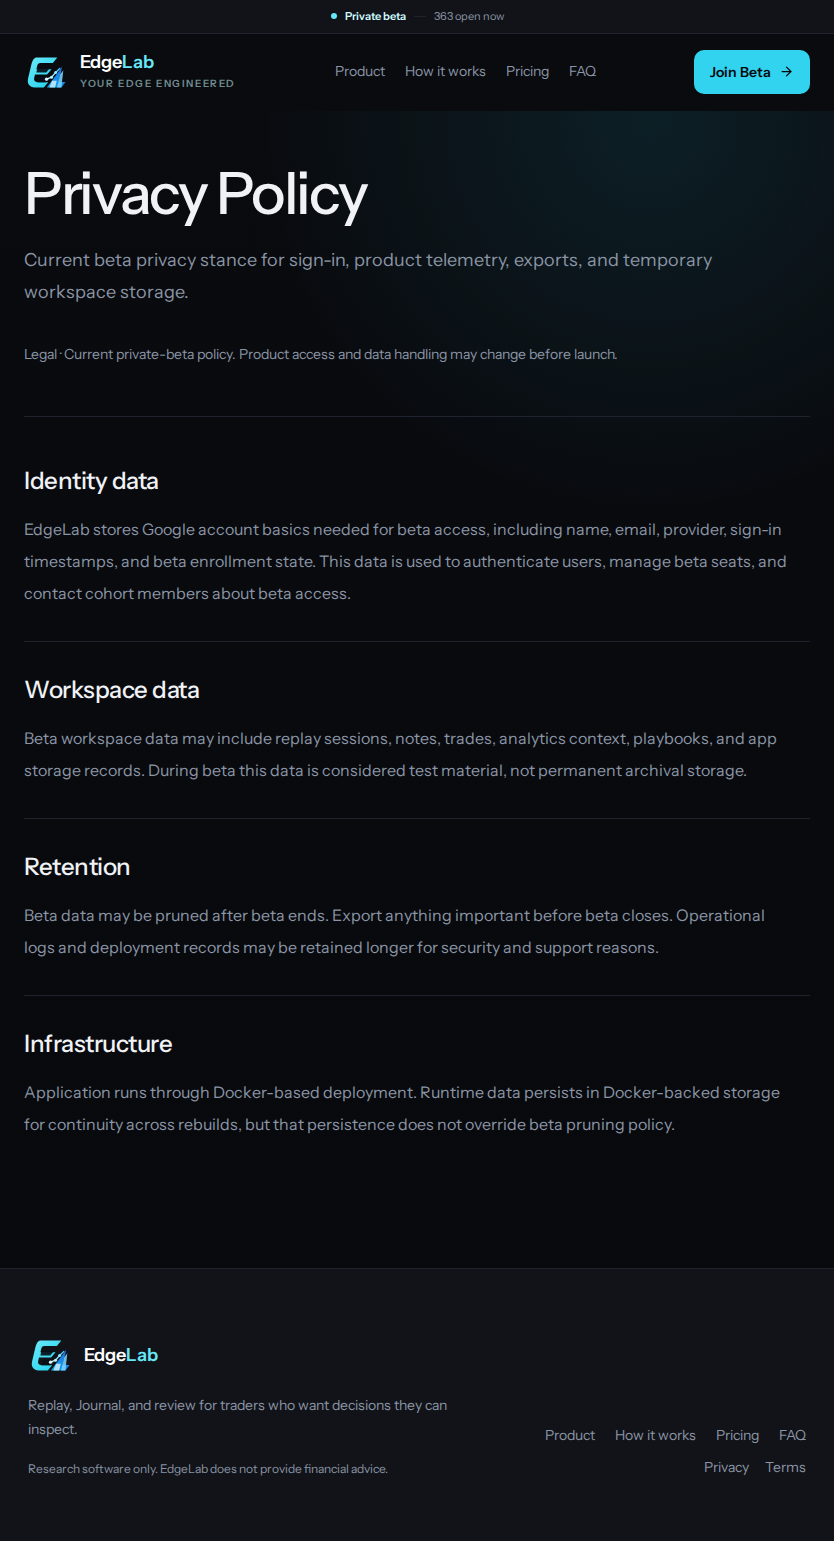 Private beta — 363 open now
EdgeLab
YOUR EDGE ENGINEERED
Product How it works Pricing FAQ
Join Beta →
Privacy Policy
Current beta privacy stance for sign-in, product telemetry, exports, and temporary
workspace storage.
Legal · Current private-beta policy. Product access and data handling may change before launch.
Identity data
EdgeLab stores Google account basics needed for beta access, including name, email, provider, sign-in
timestamps, and beta enrollment state. This data is used to authenticate users, manage beta seats, and
contact cohort members about beta access.
Workspace data
Beta workspace data may include replay sessions, notes, trades, analytics context, playbooks, and app
storage records. During beta this data is considered test material, not permanent archival storage.
Retention
Beta data may be pruned after beta ends. Export anything important before beta closes. Operational
logs and deployment records may be retained longer for security and support reasons.
Infrastructure
Application runs through Docker-based deployment. Runtime data persists in Docker-backed storage
for continuity across rebuilds, but that persistence does not override beta pruning policy.
EdgeLab
Replay, Journal, and review for traders who want decisions they can
inspect.
Research software only. EdgeLab does not provide financial advice.
Product How it works Pricing FAQ
Privacy Terms